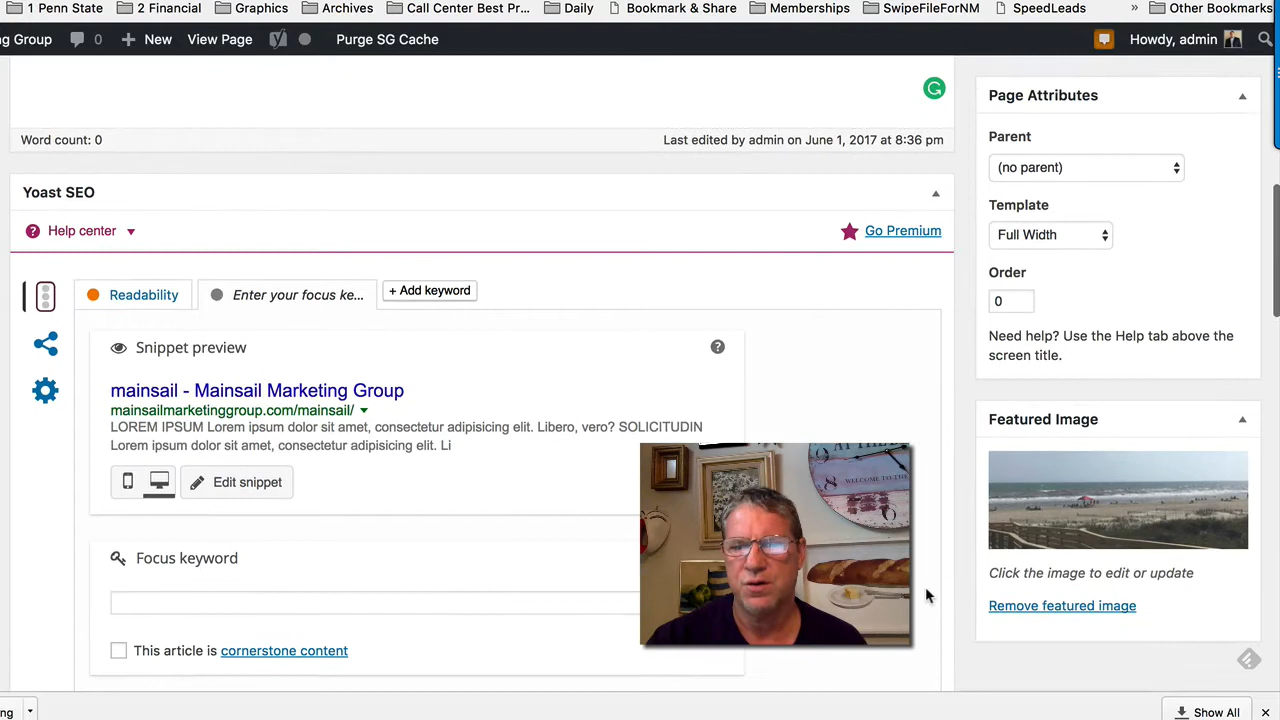 1 Penn State
2 Financial
Graphics
Archives
Call Center Best Pr...
Daily
Bookmark & Share
Memberships
SwipeFileForNM
SpeedLeads
»
Other Bookmarks
ng Group
0
New
View Page
Purge SG Cache
Howdy, admin
Word count: 0
Last edited by admin on June 1, 2017 at 8:36 pm
Yoast SEO
Help center
Go Premium
Readability
Enter your focus ke...
+ Add keyword
Snippet preview
mainsail - Mainsail Marketing Group
mainsailmarketinggroup.com/mainsail/
LOREM IPSUM Lorem ipsum dolor sit amet, consectetur adipisicing elit. Libero, vero? SOLICITUDIN
Lorem ipsum dolor sit amet, consectetur adipisicing elit. Li
Edit snippet
Focus keyword
This article is cornerstone content
WELCOME TO THE
Page Attributes
Parent
(no parent)
Template
Full Width
Order
0
Need help? Use the Help tab above the
screen title.
Featured Image
Click the image to edit or update
Remove featured image
ng
Show All